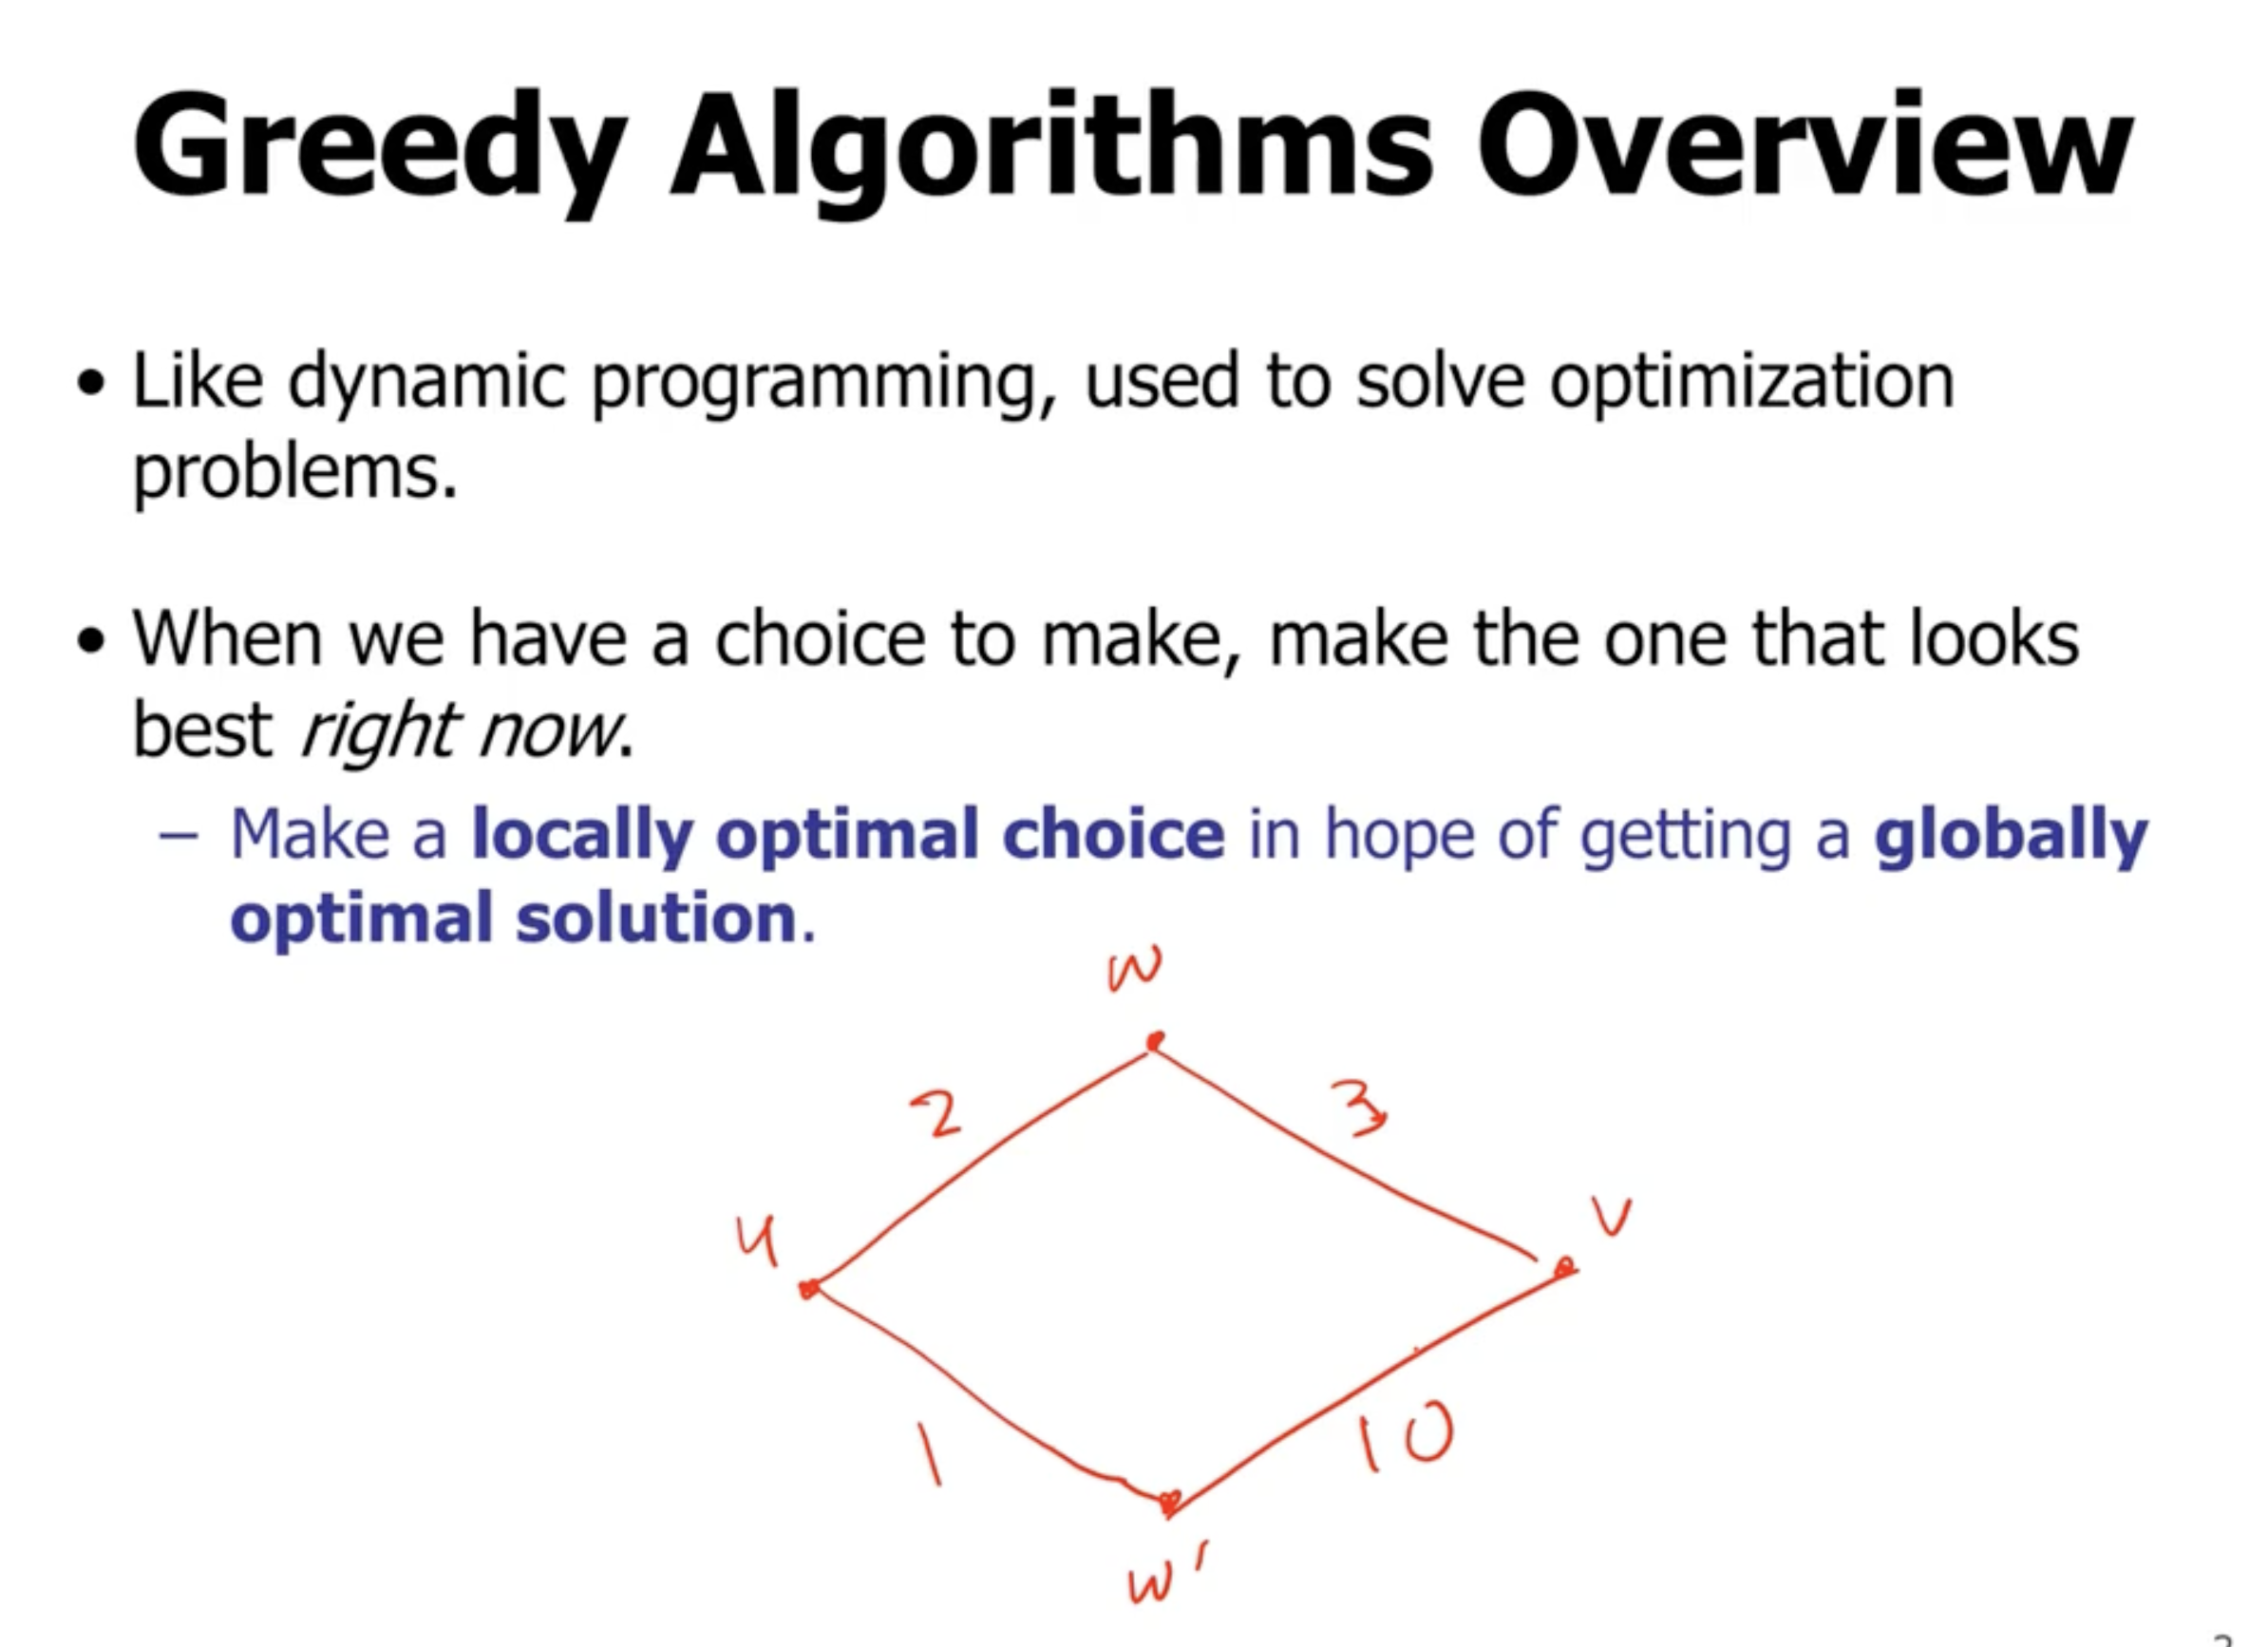 Greedy Algorithms Overview
• Like dynamic programming, used to solve optimization
problems.
• When we have a choice to make, make the one that looks
best right now.
– Make a locally optimal choice in hope of getting a globally
optimal solution.
w
2
3
u
v
1
10
w'